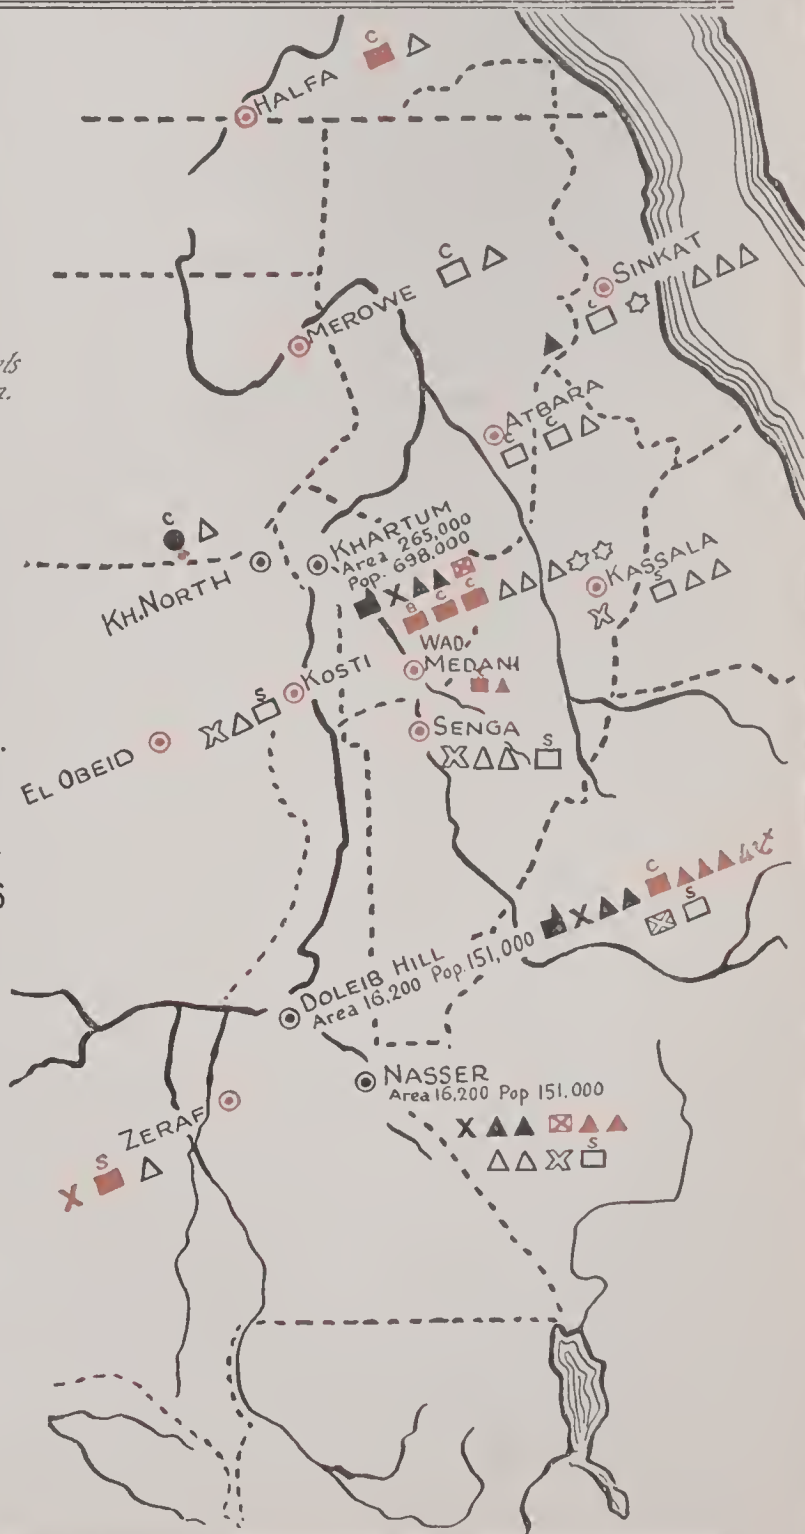 C
HALFA
C
MEROWE
SINKAT
C
ATBARA
C
C
C
KH.NORTH
KHARTUM
Area 265,000
Pop. 698,000
B C C
KASSALA
S
WAD.
MEDANI
KOSTI
S
EL OBEID
SENGA
S
C
S
DOLEIB HILL
Area 16,200 Pop. 151,000
NASSER
Area 16,200 Pop 151.000
S
ZERAF
S